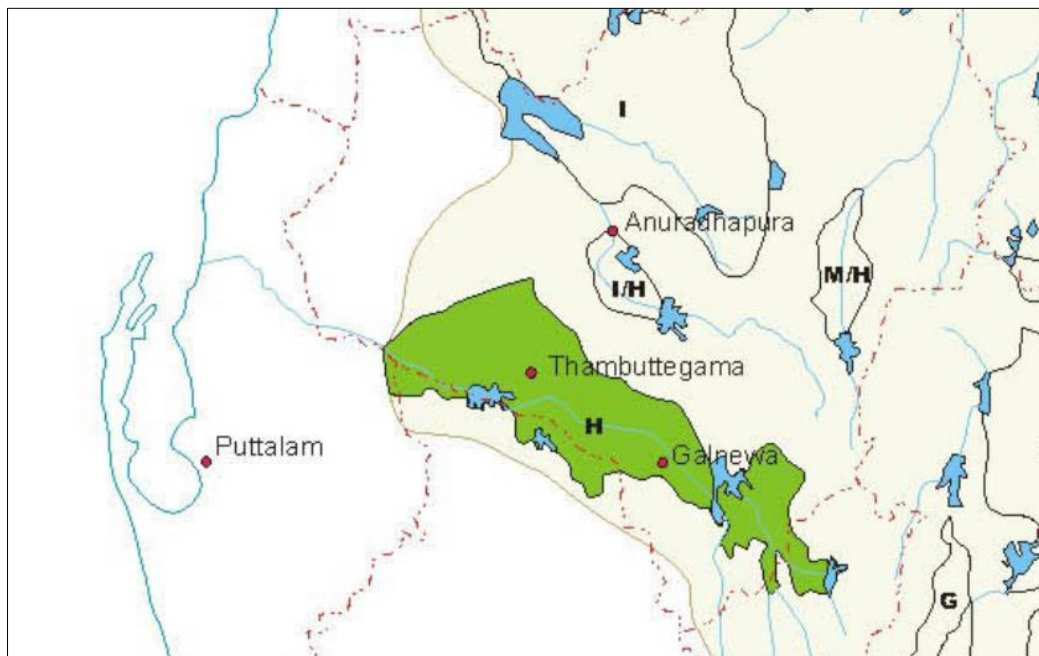 I
Anuradhapura
I/H
M/H
Thambuttegama
H
Puttalam
Galnewa
G